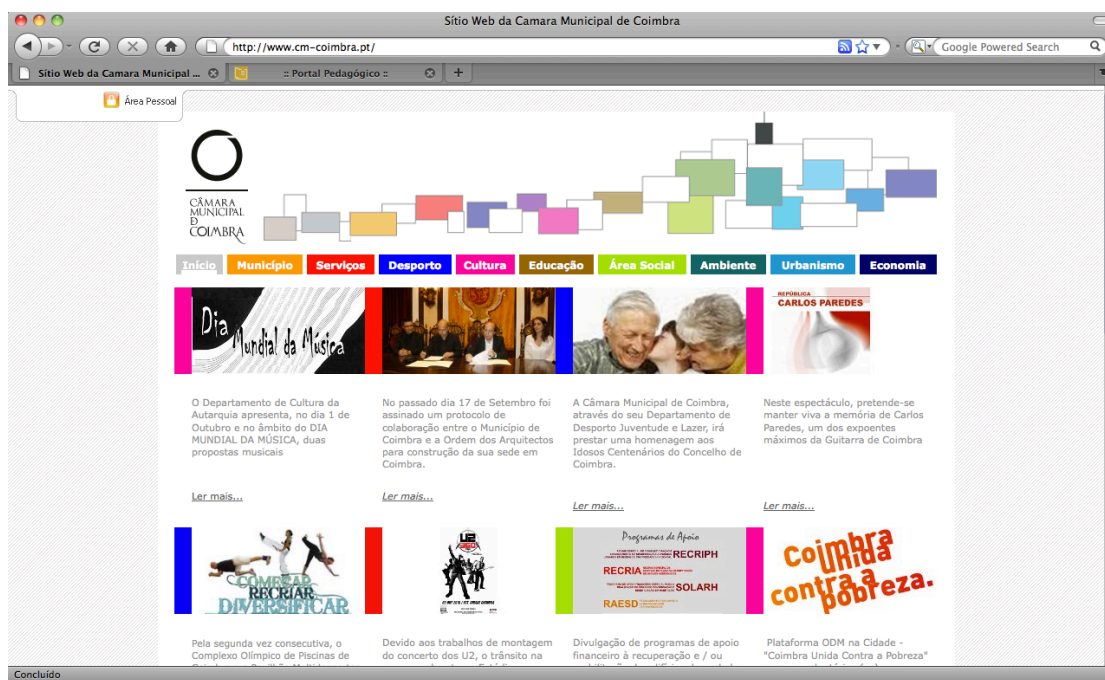 Sítio Web da Camara Municipal de Coimbra
http://www.cm-coimbra.pt/
Google Powered Search
Sítio Web da Camara Municipal ...
:: Portal Pedagógico ::
Área Pessoal
CÂMARA
MUNICIPAL
D
COIMBRA
Início Município Serviços Desporto Cultura Educação Área Social Ambiente Urbanismo Economia
Dia
Mundial da Música
REPÚBLICA
CARLOS PAREDES
O Departamento de Cultura da
Autarquia apresenta, no dia 1 de
Outubro e no âmbito do DIA
MUNDIAL DA MÚSICA, duas
propostas musicais
Ler mais...
No passado dia 17 de Setembro foi
assinado um protocolo de
colaboração entre o Município de
Coimbra e a Ordem dos Arquitectos
para construção da sua sede em
Coimbra.
Ler mais...
A Câmara Municipal de Coimbra,
através do seu Departamento de
Desporto Juventude e Lazer, irá
prestar uma homenagem aos
Idosos Centenários do Concelho de
Coimbra.
Ler mais...
Neste espectáculo, pretende-se
manter viva a memória de Carlos
Paredes, um dos expoentes
máximos da Guitarra de Coimbra
Ler mais...
COMEÇAR
RECRIAR
DIVERSIFICAR
U2
360°
Programas de Apoio
RECRIPH
RECRIA
SOLARH
RAESD
coimbra
unida
contra a
pobreza.
Pela segunda vez consecutiva, o
Complexo Olímpico de Piscinas de
Devido aos trabalhos de montagem
do concerto dos U2, o trânsito na
Divulgação de programas de apoio
financeiro à recuperação e / ou
Plataforma ODM na Cidade -
"Coimbra Unida Contra a Pobreza"
Concluído